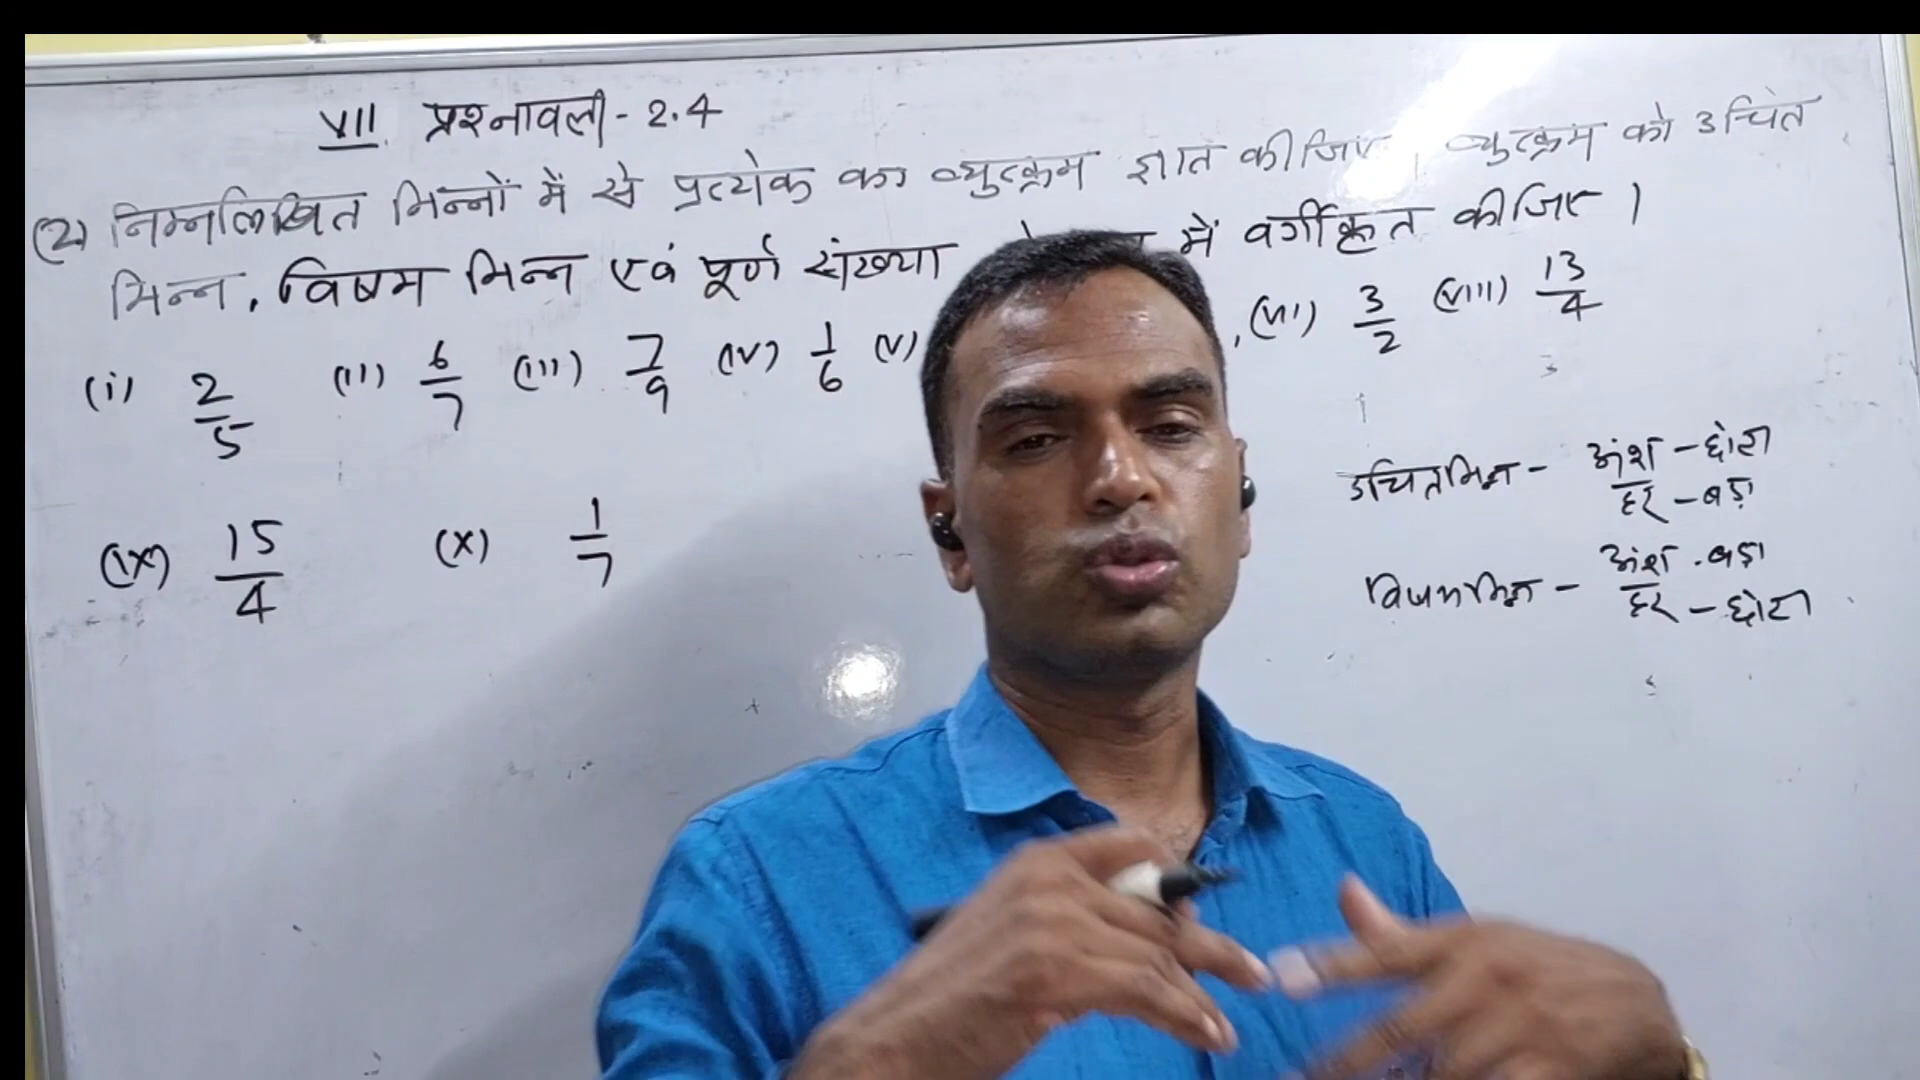 VII प्रश्नावली - 2.4
(2) निम्नलिखित भिन्नों में से प्रत्येक का व्युत्क्रम ज्ञात कीजिए । व्युत्क्रम को उचित
भिन्न, विषम भिन्न एवं पूर्ण संख्या में वर्गीकृत कीजिए ।
(i) 2/5 (ii) 6/7 (iii) 7/9 (iv) 1/6 (v) , (vii) 3/2 (viii) 13/4
(ix) 15/4 (x) 1/7
उचित भिन्न - अंश - छोटा
हर - बड़ा
विषम भिन्न - अंश - बड़ा
हर - छोटा